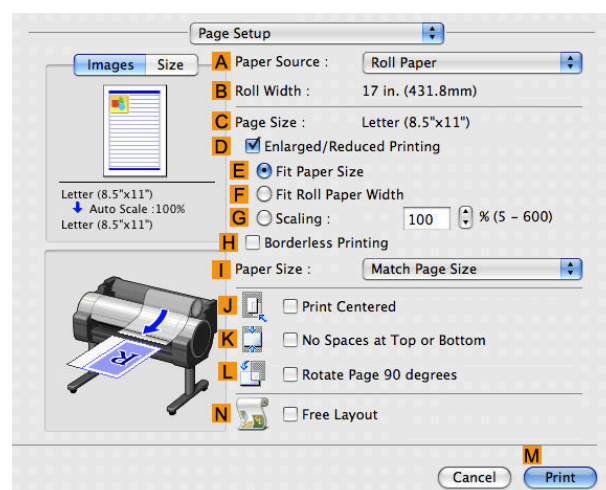 Page Setup
Images Size
A Paper Source : Roll Paper
B Roll Width : 17 in. (431.8mm)
C Page Size : Letter (8.5"x11")
D Enlarged/Reduced Printing
E Fit Paper Size
F Fit Roll Paper Width
G Scaling : 100 % (5 – 600)
Letter (8.5"x11")
Auto Scale :100%
Letter (8.5"x11")
H Borderless Printing
I Paper Size : Match Page Size
J Print Centered
K No Spaces at Top or Bottom
L Rotate Page 90 degrees
R
N Free Layout
M
Cancel Print